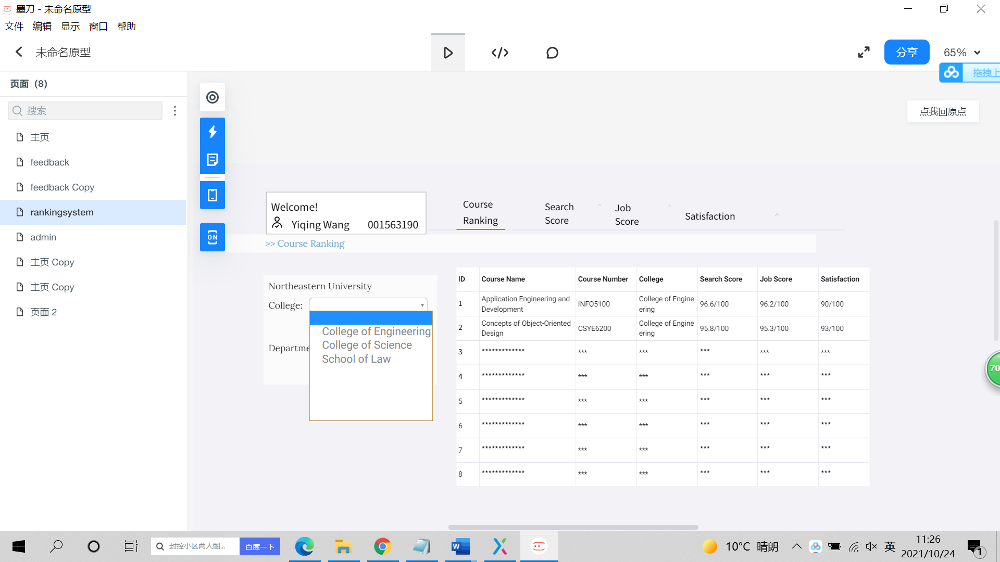 墨刀 - 未命名原型
文件 编辑 显示 窗口 帮助
未命名原型
分享
65%
拖拽上
页面 (8)
搜索
点我回原点
主页
feedback
feedback Copy
rankingsystem
admin
主页 Copy
主页 Copy
页面 2
ON
Welcome!
Yiqing Wang 001563190
Course Ranking
Search Score
Job Score
Satisfaction
>> Course Ranking
Northeastern University
College:
College of Engineering
College of Science
School of Law
Departme
ID Course Name Course Number College Search Score Job Score Satisfaction
1 Application Engineering and Development INFO5100 College of Engineering 96.6/100 96.2/100 90/100
2 Concepts of Object-Oriented Design CSYE6200 College of Engineering 95.8/100 95.3/100 93/100
3 ************* *** *** *** *** ***
4 ************* *** *** *** *** ***
5 ************* *** *** *** *** ***
6 ************* *** *** *** *** ***
7 ************* *** *** *** *** ***
8 ************* *** *** *** *** ***
70
封控小区两人翻...
百度一下
W
10°C 晴朗
英
11:26
2021/10/24
1